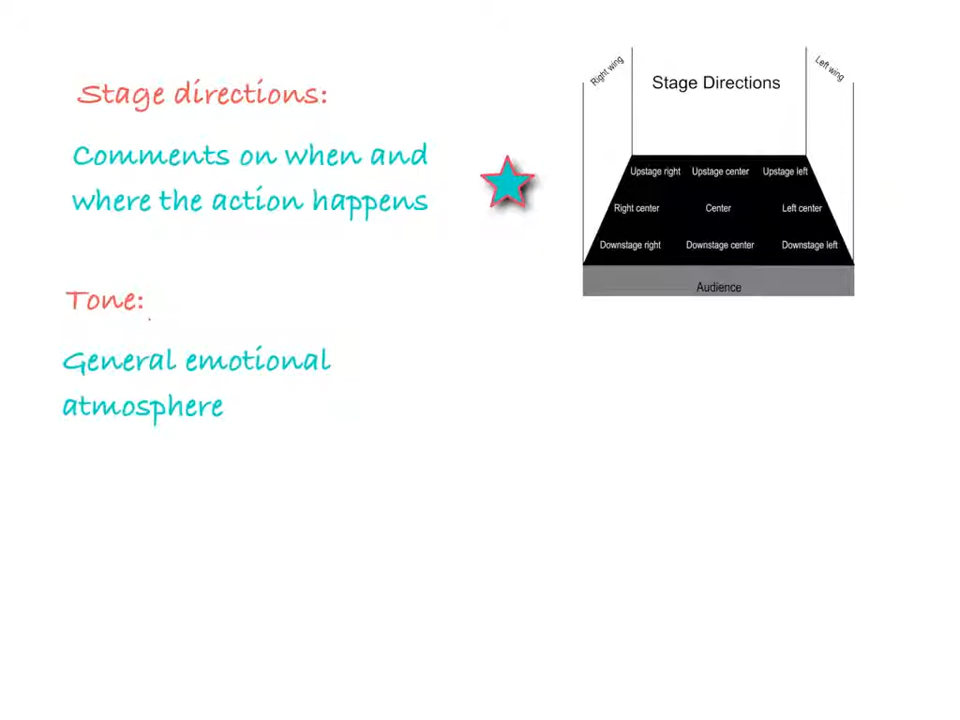 Stage directions:
Comments on when and
where the action happens
Tone:
General emotional
atmosphere
Right wing
Stage Directions
Left wing
Upstage right Upstage center Upstage left
Right center Center Left center
Downstage right Downstage center Downstage left
Audience